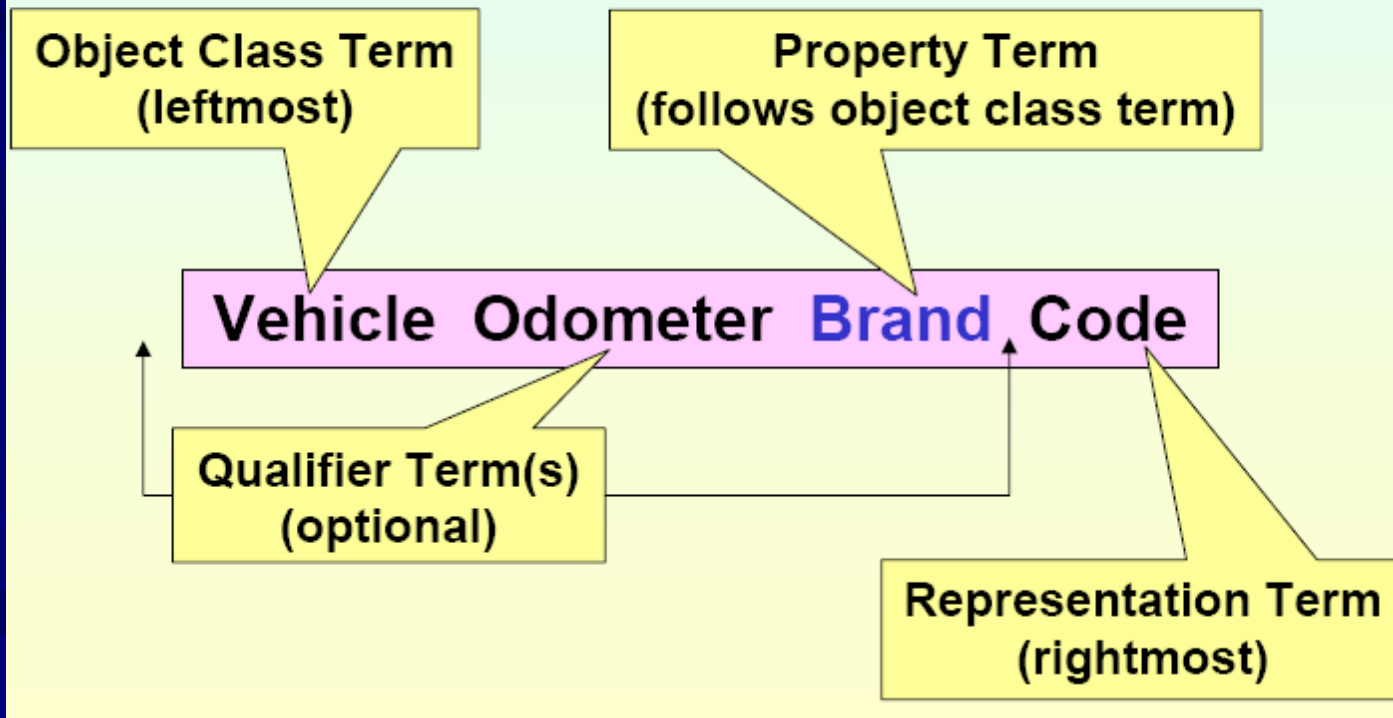 Object Class Term
(leftmost)
Property Term
(follows object class term)
Vehicle Odometer Brand Code
Qualifier Term(s)
(optional)
Representation Term
(rightmost)